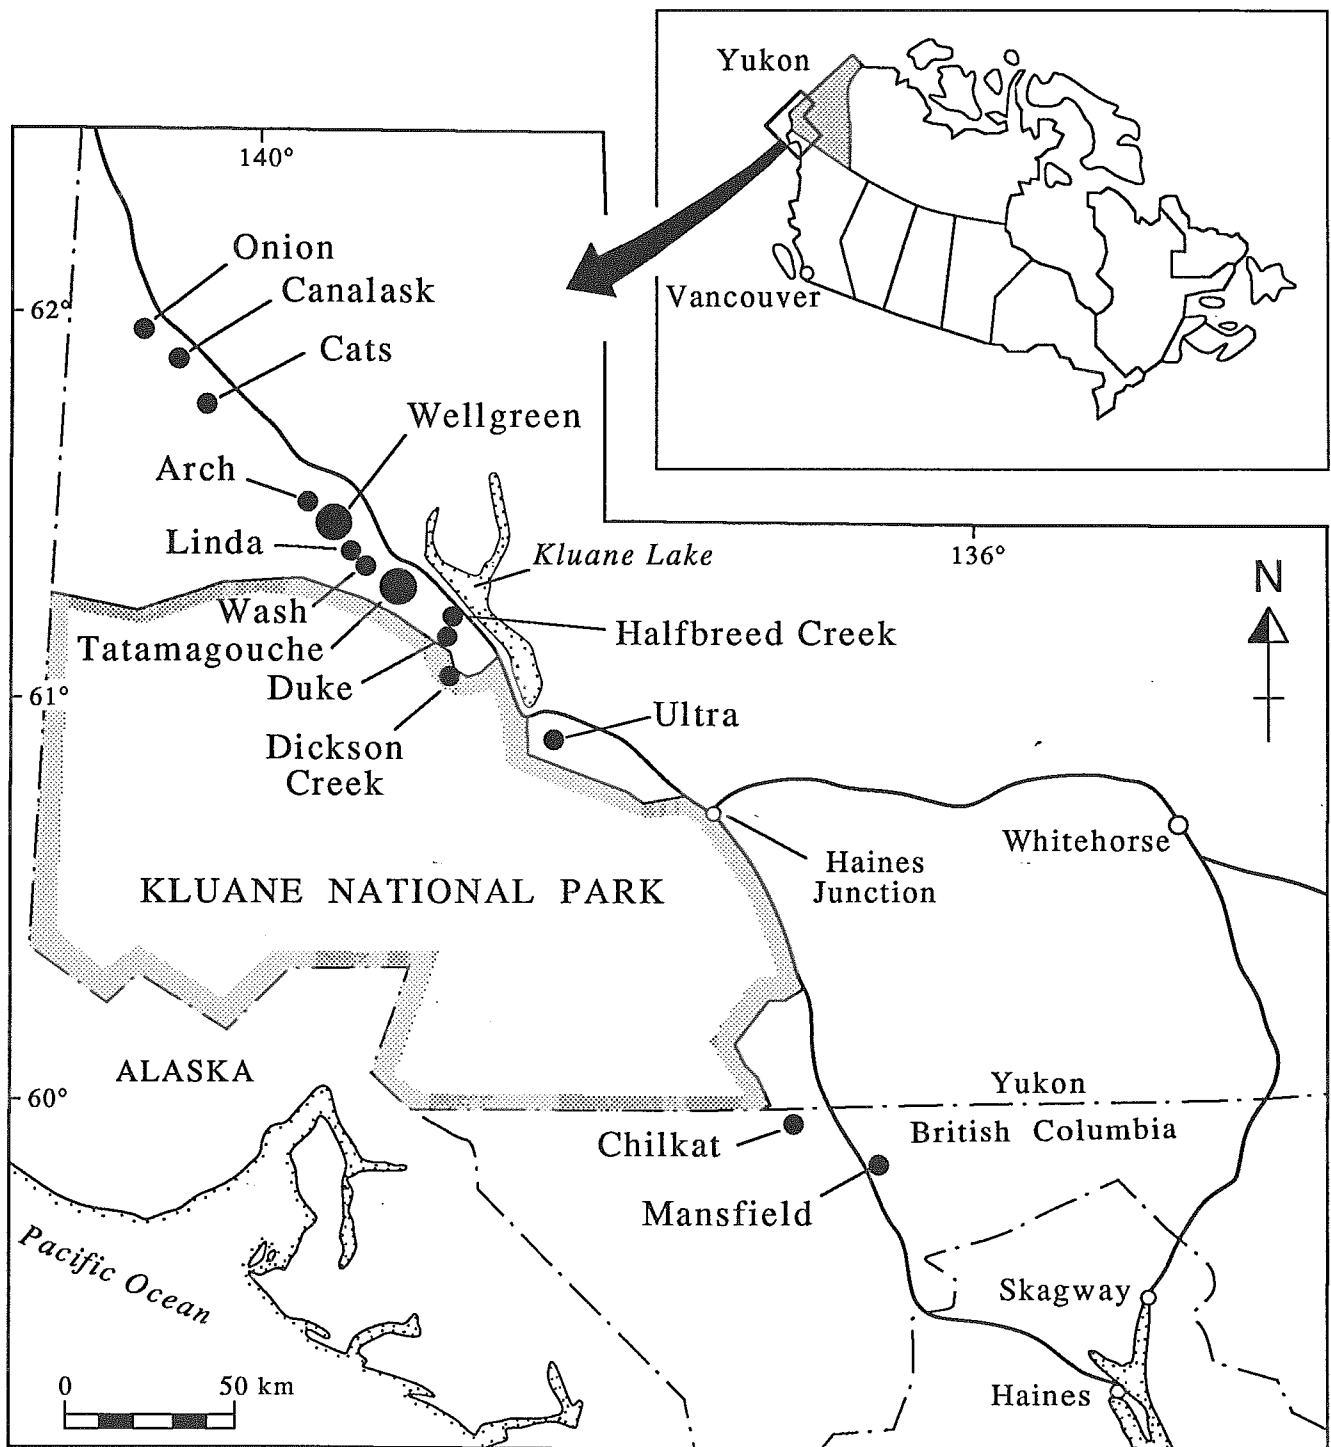 Yukon
140°
Onion
Canalask
62°
Vancouver
Cats
Wellgreen
Arch
Linda
Kluane Lake
136°
N
Wash
Halfbreed Creek
Tatamagouche
Duke
61°
Ultra
Dickson
Creek
Whitehorse
Haines
Junction
KLUANE NATIONAL PARK
ALASKA
60°
Yukon
British Columbia
Chilkat
Mansfield
Pacific Ocean
Skagway
0 50 km
Haines